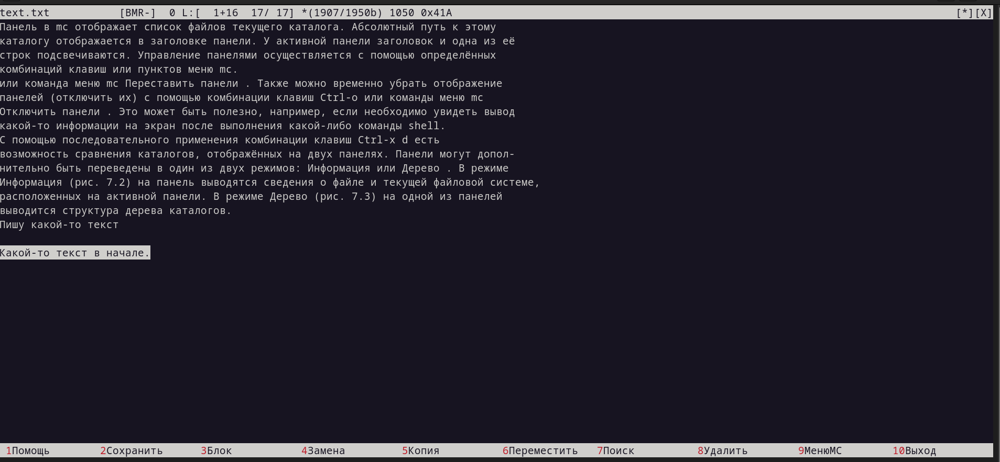 text.txt [BMR-] 0 L:[ 1+16 17/ 17] *(1907/1950b) 1050 0x41A [*][X]
Панель в mc отображает список файлов текущего каталога. Абсолютный путь к этому
каталогу отображается в заголовке панели. У активной панели заголовок и одна из её
строк подсвечиваются. Управление панелями осуществляется с помощью определённых
комбинаций клавиш или пунктов меню mc.
или команда меню mc Переставить панели . Также можно временно убрать отображение
панелей (отключить их) с помощью комбинации клавиш Ctrl-o или команды меню mc
Отключить панели . Это может быть полезно, например, если необходимо увидеть вывод
какой-то информации на экран после выполнения какой-либо команды shell.
С помощью последовательного применения комбинации клавиш Ctrl-x d есть
возможность сравнения каталогов, отображённых на двух панелях. Панели могут допол-
нительно быть переведены в один из двух режимов: Информация или Дерево . В режиме
Информация (рис. 7.2) на панель выводятся сведения о файле и текущей файловой системе,
расположенных на активной панели. В режиме Дерево (рис. 7.3) на одной из панелей
выводится структура дерева каталогов.
Пишу какой-то текст
Какой-то текст в начале.
1Помощь 2Сохранить 3Блок 4Замена 5Копия 6Переместить 7Поиск 8Удалить 9МенюMC 10Выход